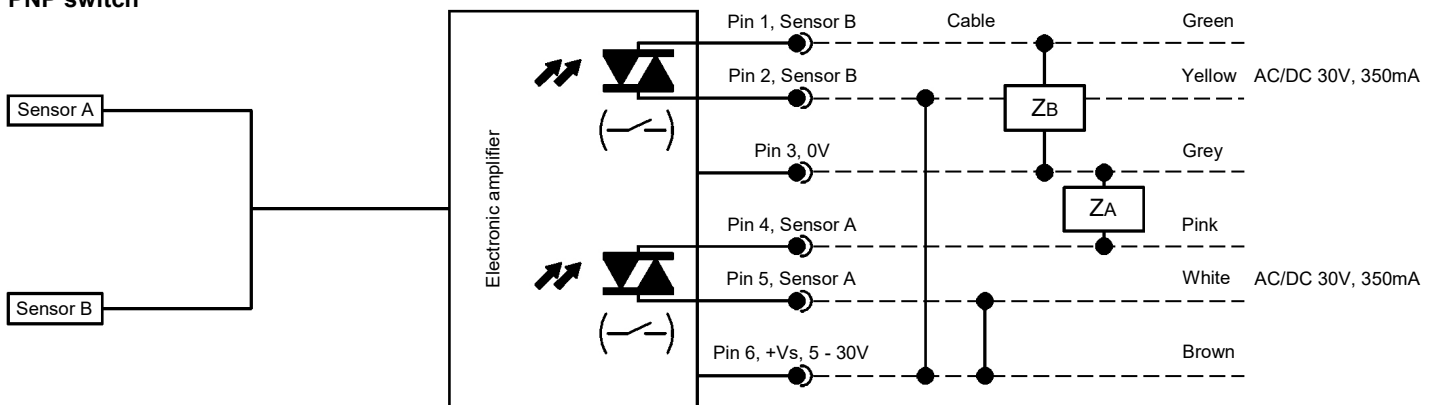 PNP switch
Pin 1, Sensor B Cable Green
Pin 2, Sensor B Yellow AC/DC 30V, 350mA
Sensor A
ZB
Pin 3, 0V Grey
Electronic amplifier
ZA
Pin 4, Sensor A Pink
Pin 5, Sensor A White AC/DC 30V, 350mA
Sensor B
Pin 6, +Vs, 5 - 30V Brown